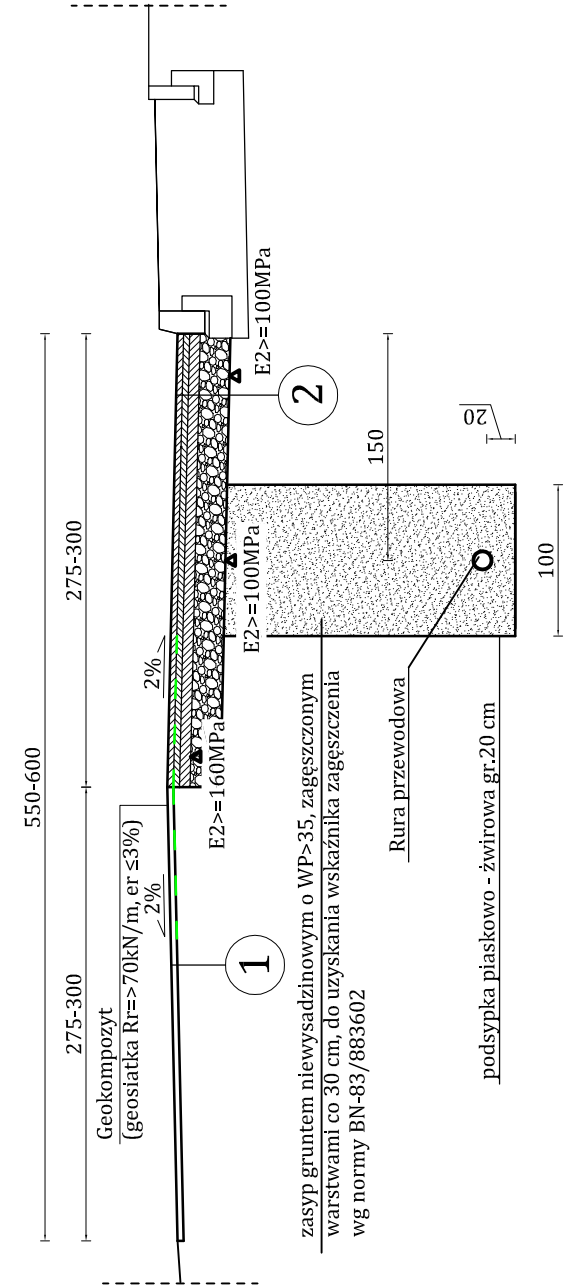 550-600
275-300
275-300
Geokompozyt
(geosiatka Rr=>70kN/m, er ≤3%)
2%
2%
1
2
E2>=160MPa
E2>=100MPa
E2>=100MPa
zasyp gruntem niewysadzinowym o WP>35, zagęszczonym
warstwami co 30 cm, do uzyskania wskaźnika zagęszczenia
wg normy BN-83/883602
150
Rura przewodowa
20
podsypka piaskowo - żwirowa gr.20 cm
100